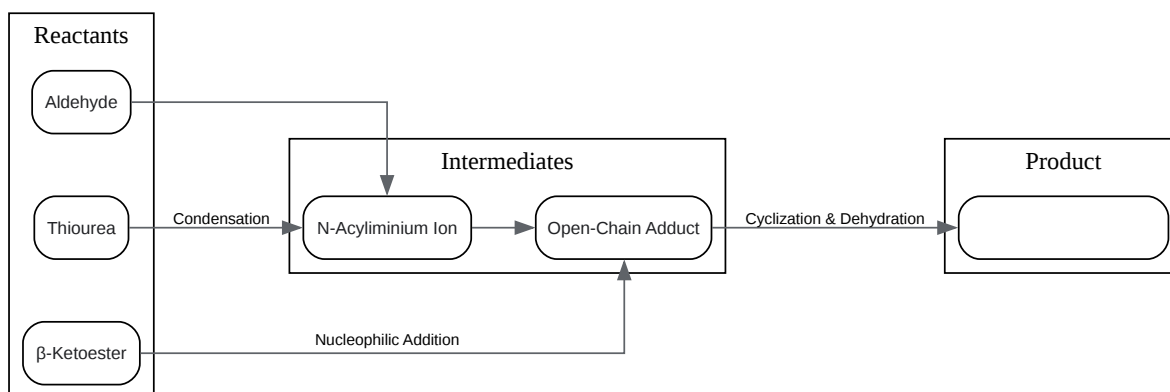 Reactants
Aldehyde
Intermediates
Product
Thiourea
Condensation
N-Acyliminium Ion
Open-Chain Adduct
Cyclization & Dehydration
β-Ketoester
Nucleophilic Addition